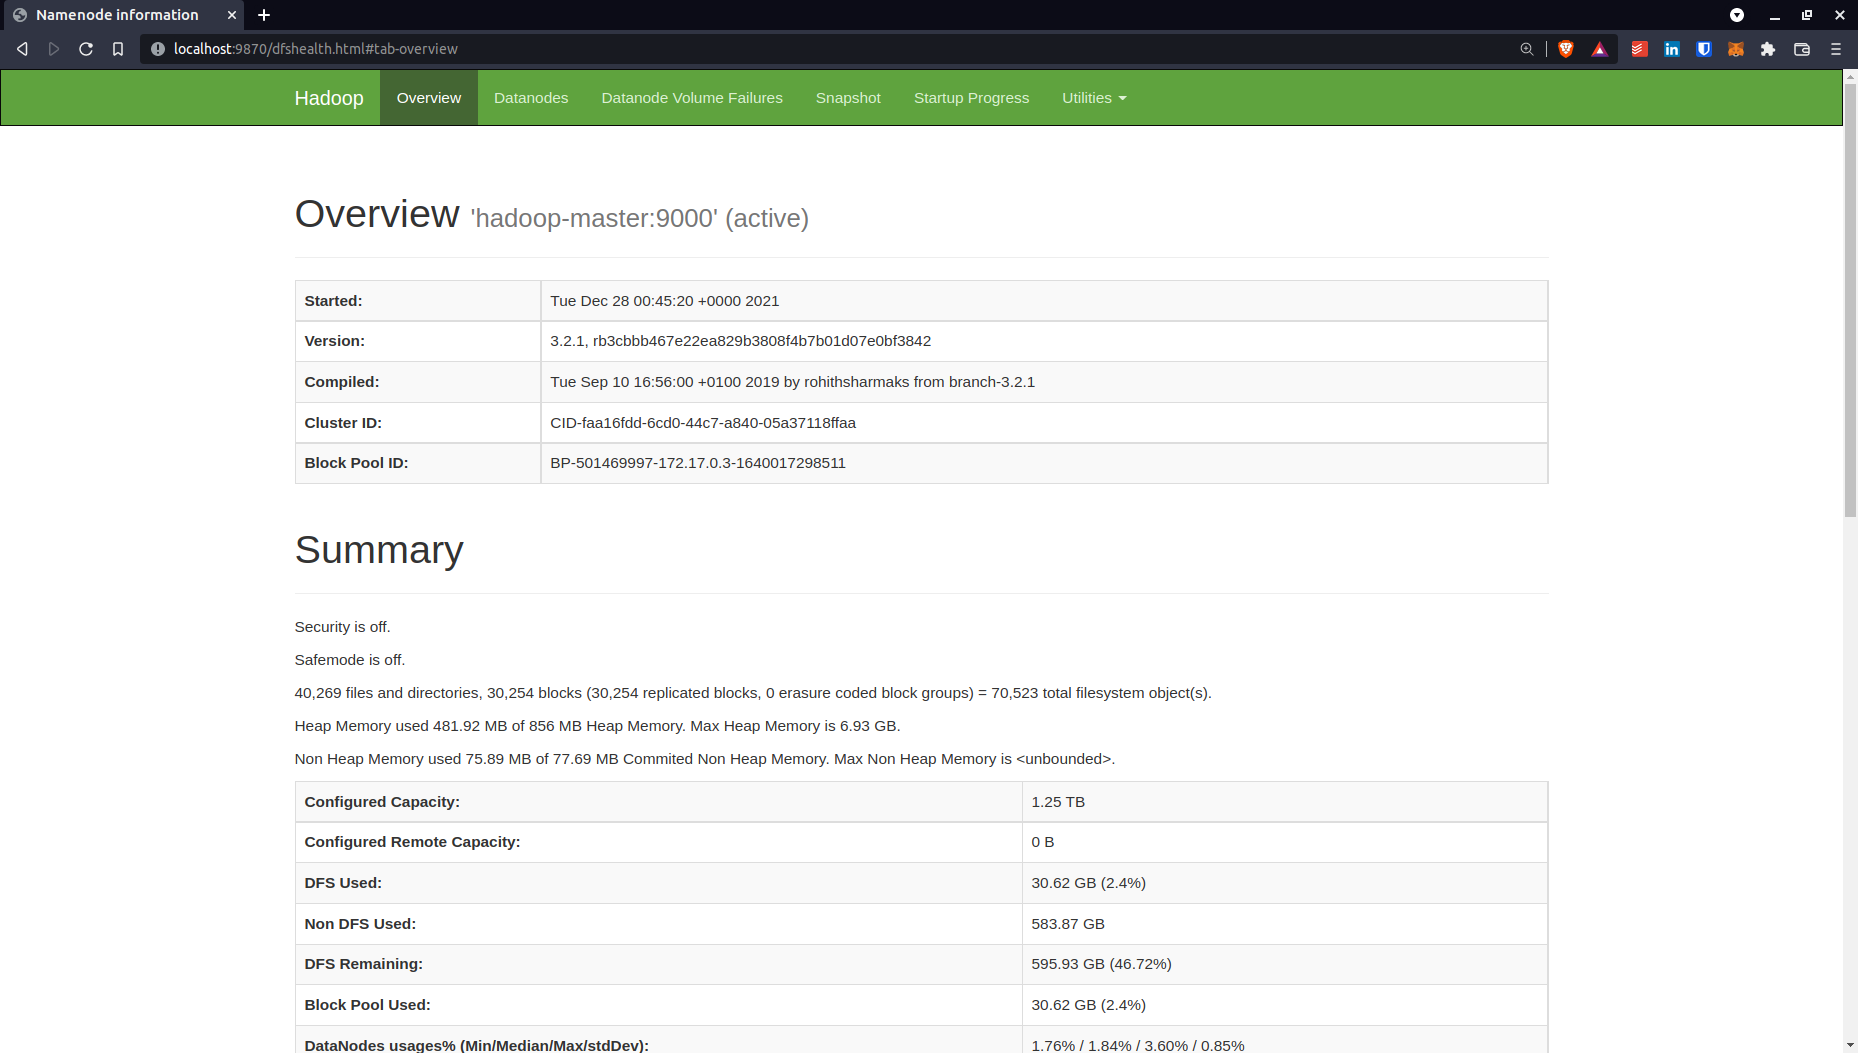 Namenode information
localhost:9870/dfshealth.html#tab-overview
Hadoop Overview Datanodes Datanode Volume Failures Snapshot Startup Progress Utilities
Overview 'hadoop-master:9000' (active)
Started: Tue Dec 28 00:45:20 +0000 2021
Version: 3.2.1, rb3cbbb467e22ea829b3808f4b7b01d07e0bf3842
Compiled: Tue Sep 10 16:56:00 +0100 2019 by rohithsharmaks from branch-3.2.1
Cluster ID: CID-faa16fdd-6cd0-44c7-a840-05a37118ffaa
Block Pool ID: BP-501469997-172.17.0.3-1640017298511
Summary
Security is off.
Safemode is off.
40,269 files and directories, 30,254 blocks (30,254 replicated blocks, 0 erasure coded block groups) = 70,523 total filesystem object(s).
Heap Memory used 481.92 MB of 856 MB Heap Memory. Max Heap Memory is 6.93 GB.
Non Heap Memory used 75.89 MB of 77.69 MB Commited Non Heap Memory. Max Non Heap Memory is <unbounded>.
Configured Capacity: 1.25 TB
Configured Remote Capacity: 0 B
DFS Used: 30.62 GB (2.4%)
Non DFS Used: 583.87 GB
DFS Remaining: 595.93 GB (46.72%)
Block Pool Used: 30.62 GB (2.4%)
DataNodes usages% (Min/Median/Max/stdDev): 1.76% / 1.84% / 3.60% / 0.85%